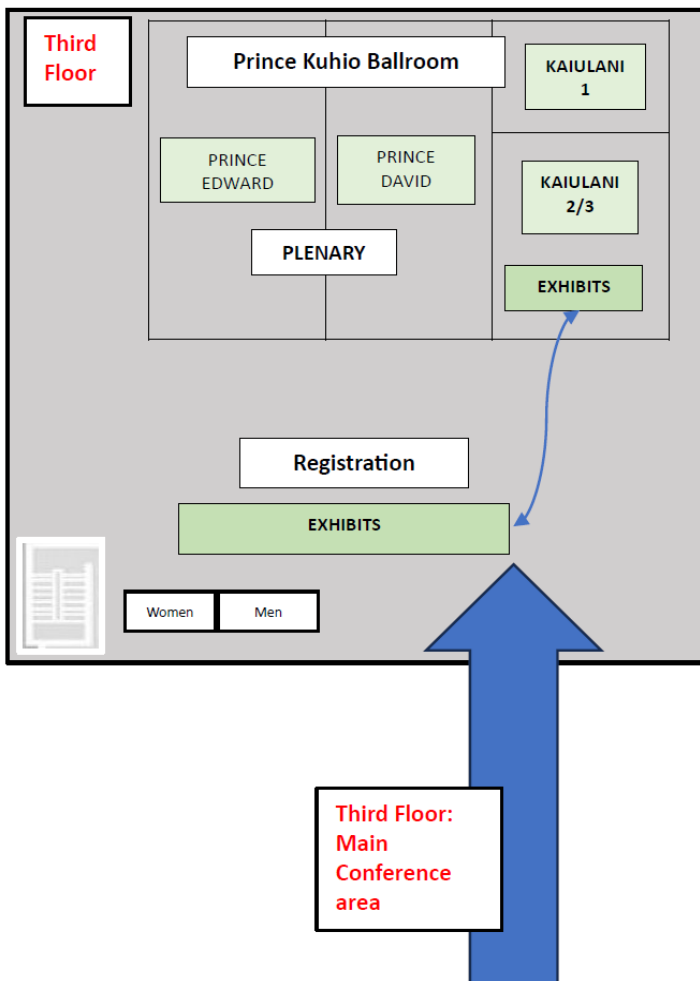 Third
Floor
Prince Kuhio Ballroom
KAIULANI
1
PRINCE
EDWARD
PRINCE
DAVID
KAIULANI
2/3
PLENARY
EXHIBITS
Registration
EXHIBITS
Women
Men
Third Floor:
Main
Conference
area